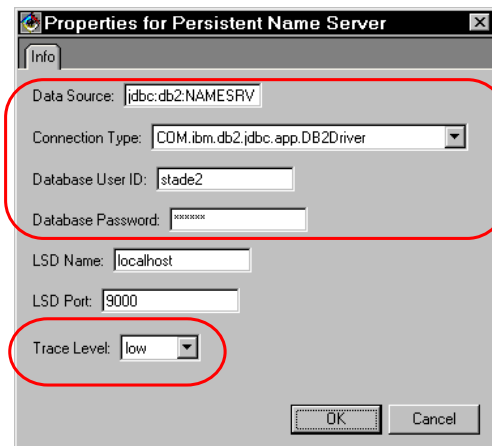 Properties for Persistent Name Server
Info
Data Source: jdbc:db2:NAMESRV
Connection Type: COM.ibm.db2.jdbc.app.DB2Driver
Database User ID: stade2
Database Password: ******
LSD Name: localhost
LSD Port: 9000
Trace Level: low
OK Cancel